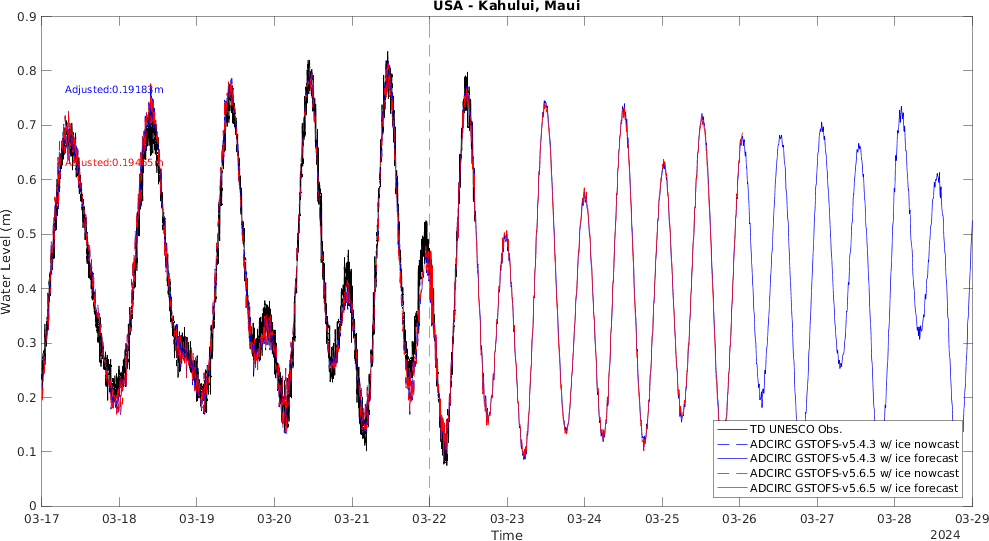 USA - Kahului, Maui
0.9
0.8
0.7
0.6
0.5
0.4
0.3
0.2
0.1
0
Water Level (m)
Adjusted:0.19183m
Adjusted:0.19465m
TD UNESCO Obs.
ADCIRC GSTOFS-v5.4.3 w/ ice nowcast
ADCIRC GSTOFS-v5.4.3 w/ ice forecast
ADCIRC GSTOFS-v5.6.5 w/ ice nowcast
ADCIRC GSTOFS-v5.6.5 w/ ice forecast
03-17 03-18 03-19 03-20 03-21 03-22 03-23 03-24 03-25 03-26 03-27 03-28 03-29
Time
2024